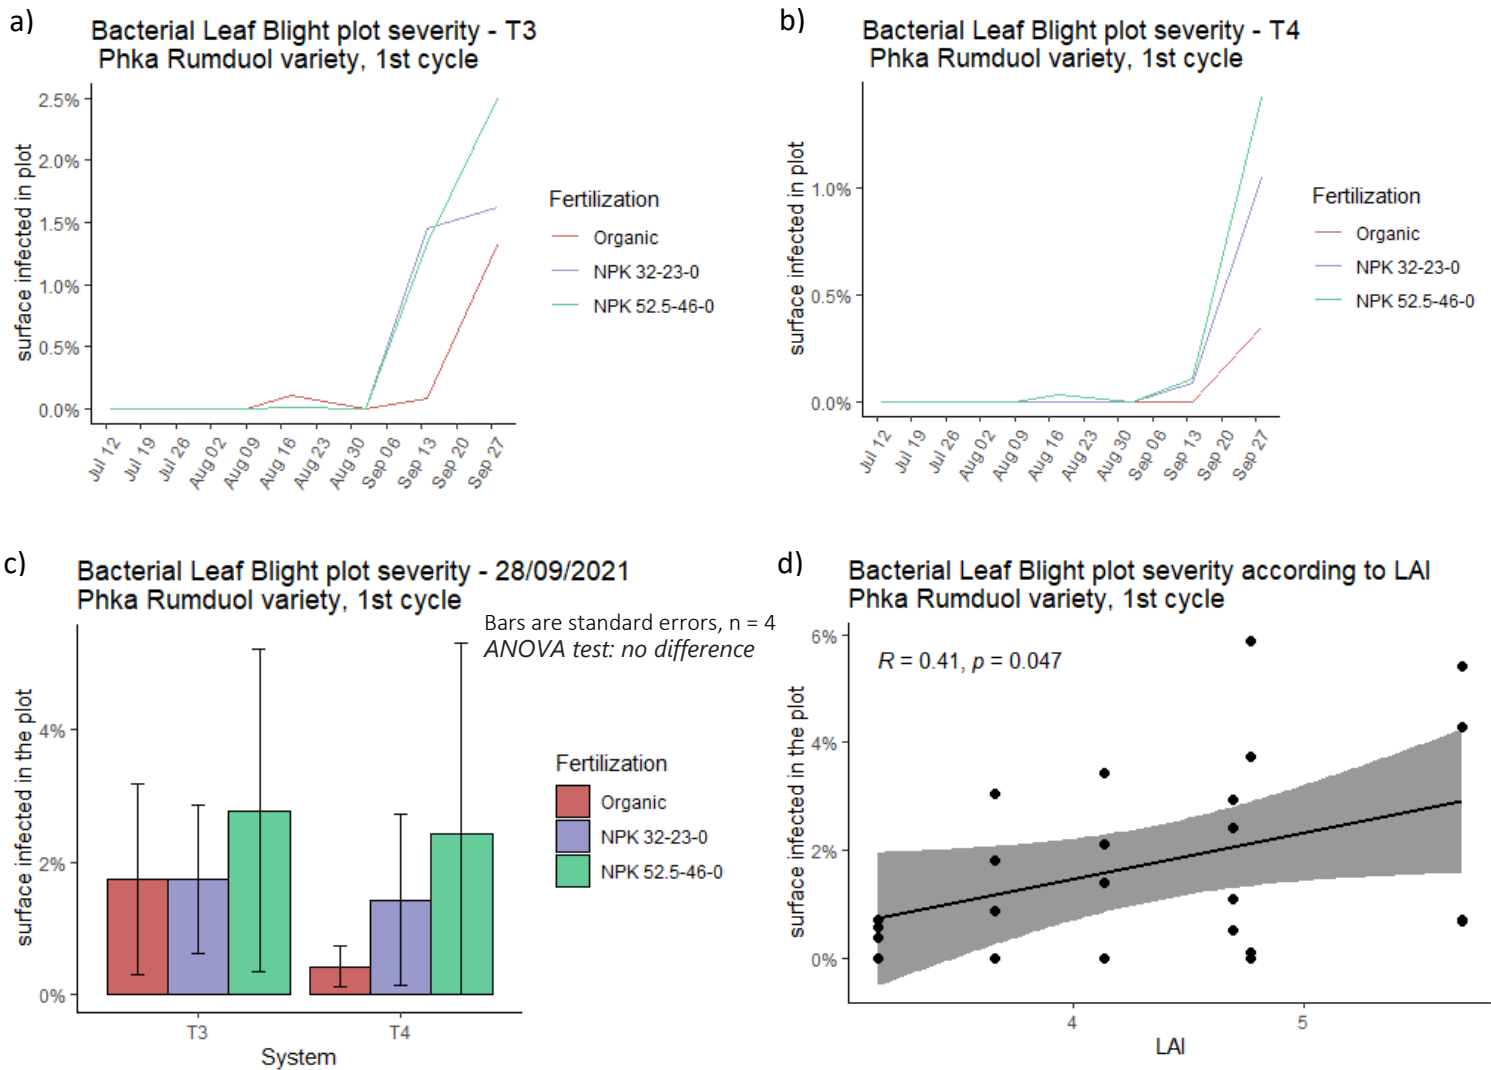 a)
Bacterial Leaf Blight plot severity - T3
Phka Rumduol variety, 1st cycle
surface infected in plot
2.5%
2.0%
1.5%
1.0%
0.5%
0.0%
Jul 12
Jul 19
Jul 26
Aug 02
Aug 09
Aug 16
Aug 23
Aug 30
Sep 06
Sep 13
Sep 20
Sep 27
Fertilization
Organic
NPK 32-23-0
NPK 52.5-46-0
b)
Bacterial Leaf Blight plot severity - T4
Phka Rumduol variety, 1st cycle
surface infected in plot
1.0%
0.5%
0.0%
Jul 12
Jul 19
Jul 26
Aug 02
Aug 09
Aug 16
Aug 23
Aug 30
Sep 06
Sep 13
Sep 20
Sep 27
Fertilization
Organic
NPK 32-23-0
NPK 52.5-46-0
c)
Bacterial Leaf Blight plot severity - 28/09/2021
Phka Rumduol variety, 1st cycle
Bars are standard errors, n = 4
ANOVA test: no difference
surface infected in the plot
4%
2%
0%
T3
T4
System
Fertilization
Organic
NPK 32-23-0
NPK 52.5-46-0
d)
Bacterial Leaf Blight plot severity according to LAI
Phka Rumduol variety, 1st cycle
R = 0.41, p = 0.047
surface infected in the plot
6%
4%
2%
0%
4
5
LAI